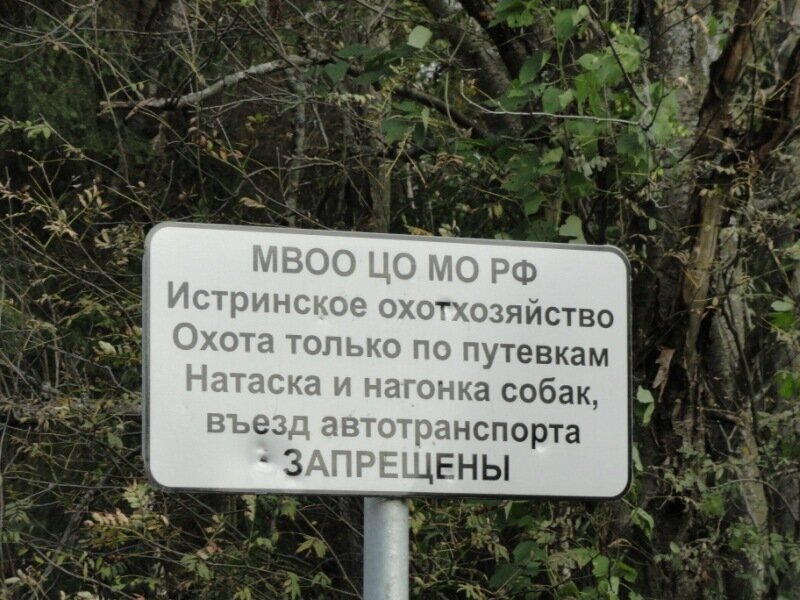 МВОО ЦО МО РФ
Истринское охотхозяйство
Охота только по путевкам
Натаска и нагонка собак,
въезд автотранспорта
ЗАПРЕЩЕНЫ